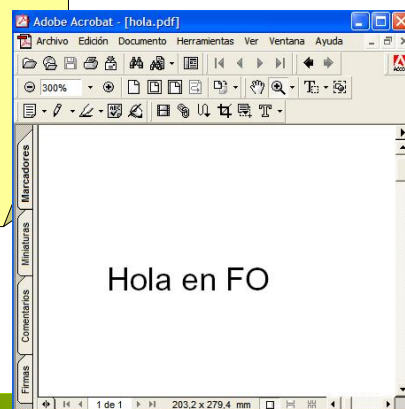 Adobe Acrobat - [hola.pdf]
Archivo Edición Documento Herramientas Ver Ventana Ayuda
300%
Marcadores
Miniaturas
Comentarios
Firmas
Hola en FO
1 de 1 203,2 x 279,4 mm